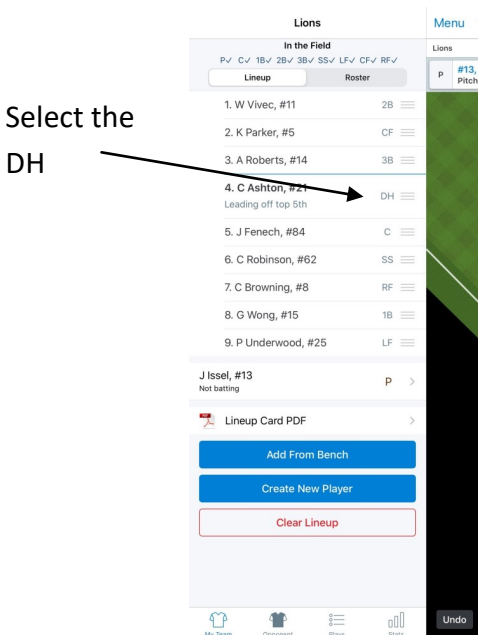 Select the
DH
Lions
In the Field
P✓ C✓ 1B✓ 2B✓ 3B✓ SS✓ LF✓ CF✓ RF✓
Lineup Roster
1. W Vivec, #11 2B
2. K Parker, #5 CF
3. A Roberts, #14 3B
4. C Ashton, #21 DH
Leading off top 5th
5. J Fenech, #84 C
6. C Robinson, #62 SS
7. C Browning, #8 RF
8. G Wong, #15 1B
9. P Underwood, #25 LF
J Issel, #13 P
Not batting
Lineup Card PDF
Add From Bench
Create New Player
Clear Lineup
My Team Opponent Plays Stats
Menu
Lions
P #13,
Pitch
Undo